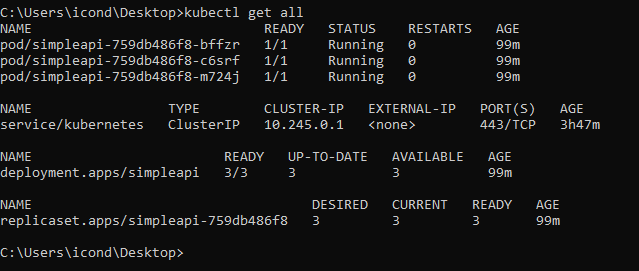 C:\Users\icond\Desktop>kubectl get all
NAME READY STATUS RESTARTS AGE
pod/simpleapi-759db486f8-bffzr 1/1 Running 0 99m
pod/simpleapi-759db486f8-c6srf 1/1 Running 0 99m
pod/simpleapi-759db486f8-m724j 1/1 Running 0 99m
NAME TYPE CLUSTER-IP EXTERNAL-IP PORT(S) AGE
service/kubernetes ClusterIP 10.245.0.1 <none> 443/TCP 3h47m
NAME READY UP-TO-DATE AVAILABLE AGE
deployment.apps/simpleapi 3/3 3 3 99m
NAME DESIRED CURRENT READY AGE
replicaset.apps/simpleapi-759db486f8 3 3 3 99m
C:\Users\icond\Desktop>